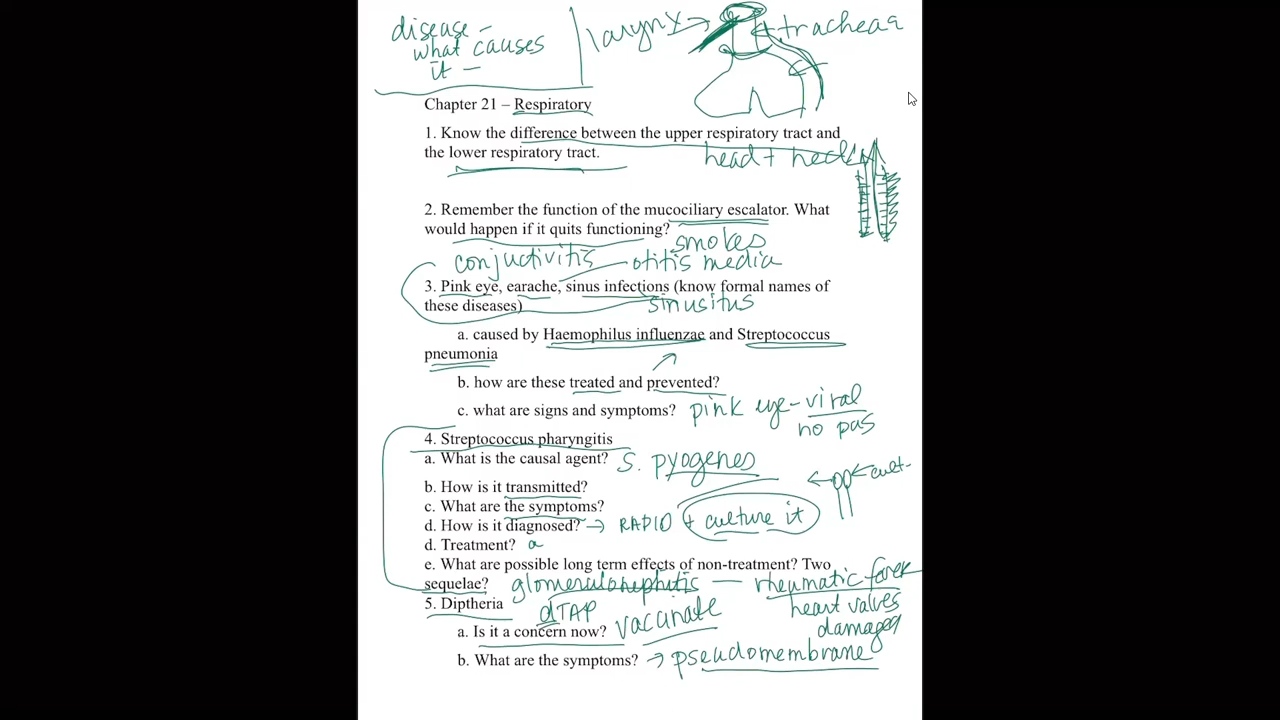 disease -
what causes
it -
larynx
tracheaa
Chapter 21 – Respiratory
1. Know the difference between the upper respiratory tract and
the lower respiratory tract.
head + neck
2. Remember the function of the mucociliary escalator. What
would happen if it quits functioning?
smokes
conjuctivitis
otitis media
3. Pink eye, earache, sinus infections (know formal names of
these diseases)
sinusitus
a. caused by Haemophilus influenzae and Streptococcus
pneumonia
b. how are these treated and prevented?
c. what are signs and symptoms?
pink eye - viral
no pas
4. Streptococcus pharyngitis
a. What is the causal agent?
S. pyogenes
b. How is it transmitted?
cult-
c. What are the symptoms?
d. How is it diagnosed?
RAPID + culture it
d. Treatment?
a
e. What are possible long term effects of non-treatment? Two
sequelae?
glomerulonephitis — rheumatic
heart valves
damaged
5. Diptheria
dTAP
a. Is it a concern now?
vaccinate
b. What are the symptoms?
pseudomembrane